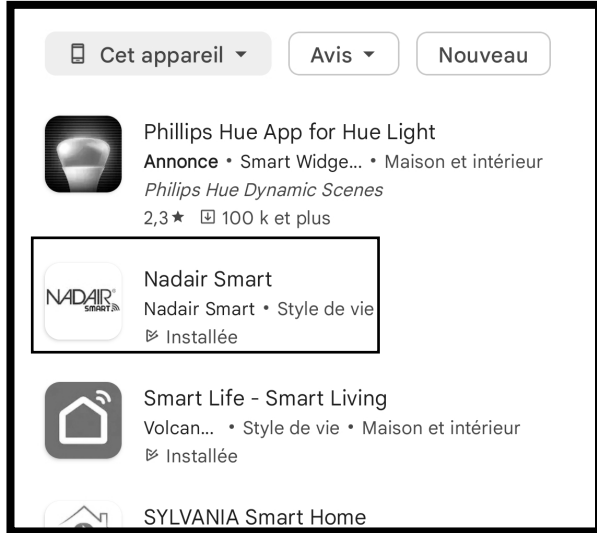 Cet appareil
Avis
Nouveau
Phillips Hue App for Hue Light
Annonce • Smart Widge... • Maison et intérieur
Philips Hue Dynamic Scenes
2,3★ 100 k et plus
NADAIR®
SMART
Nadair Smart
Nadair Smart • Style de vie
Installée
Smart Life - Smart Living
Volcan... • Style de vie • Maison et intérieur
Installée
SYLVANIA Smart Home